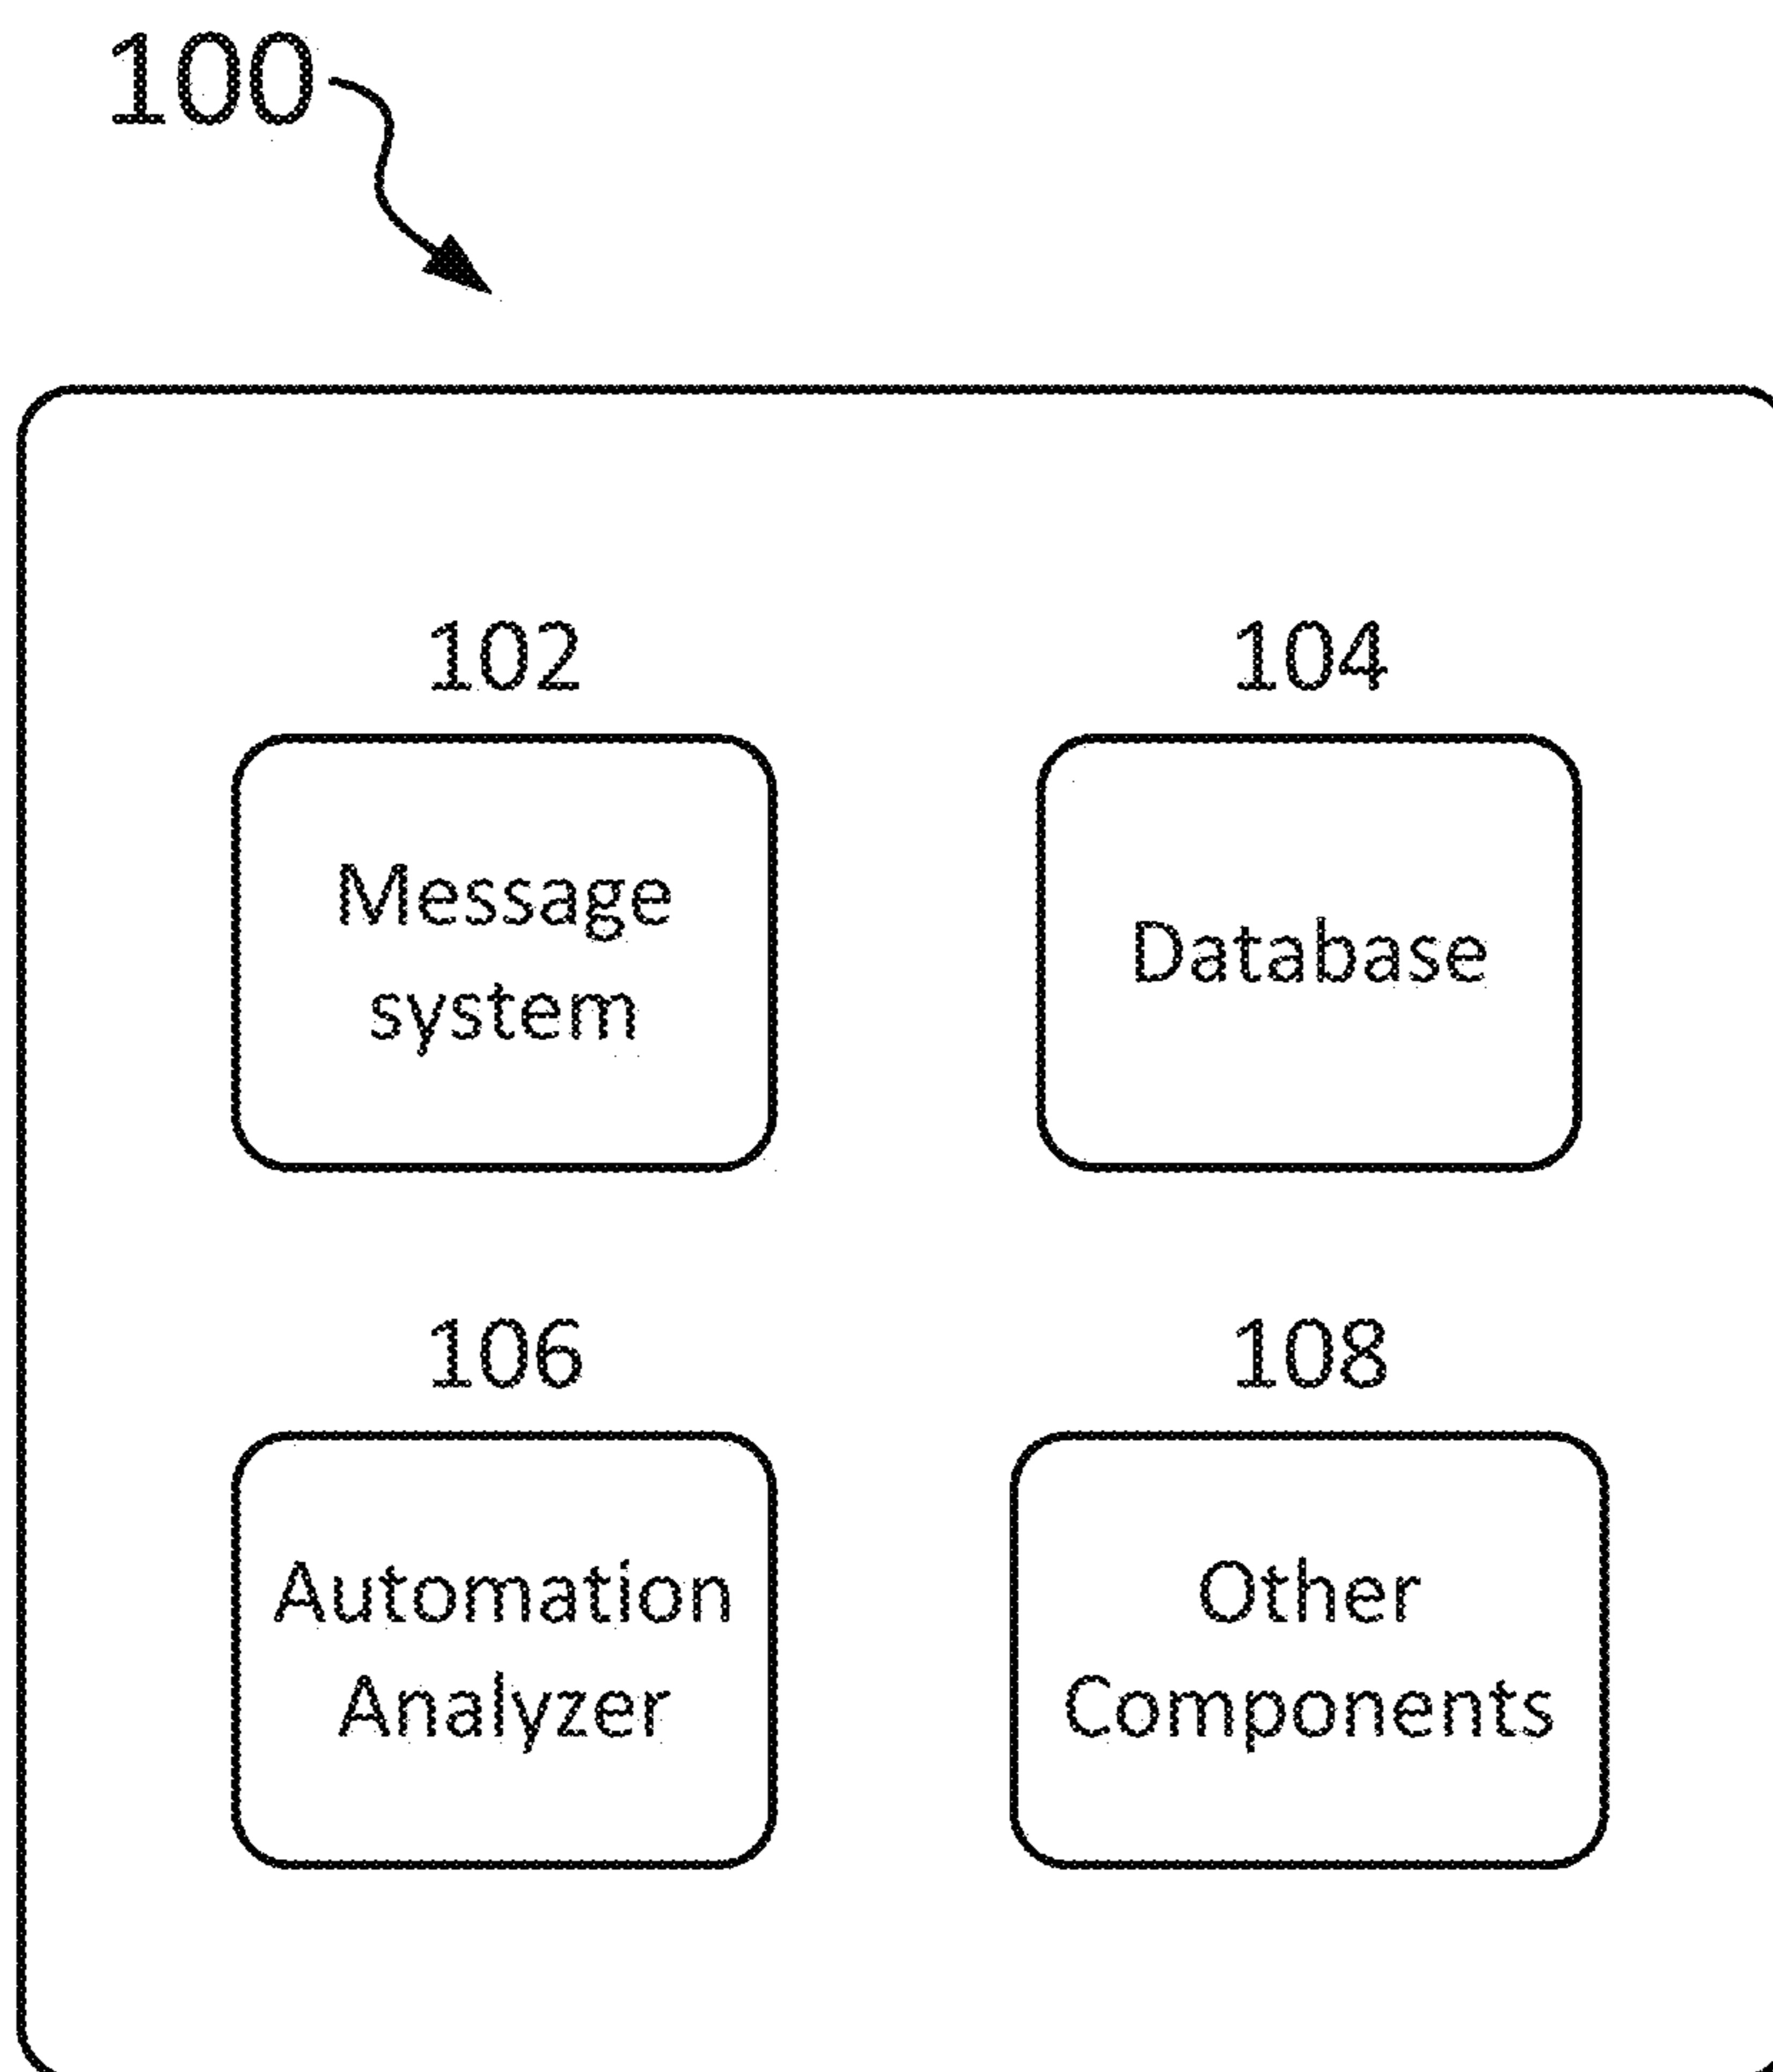 100
102
104
Message
system
Database
106
108
Automation
Analyzer
Other
Components